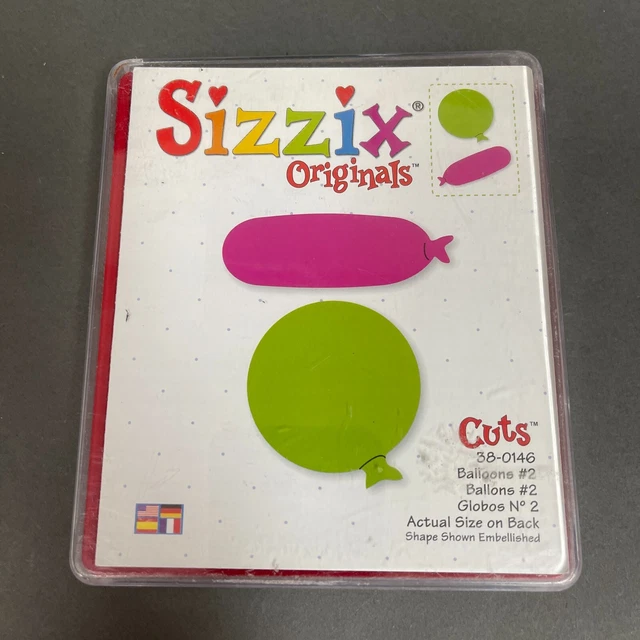 Sizzix®
Originals™
Cuts™
38-0146
Balloons #2
Ballons #2
Globos Nº 2
Actual Size on Back
Shape Shown Embellished